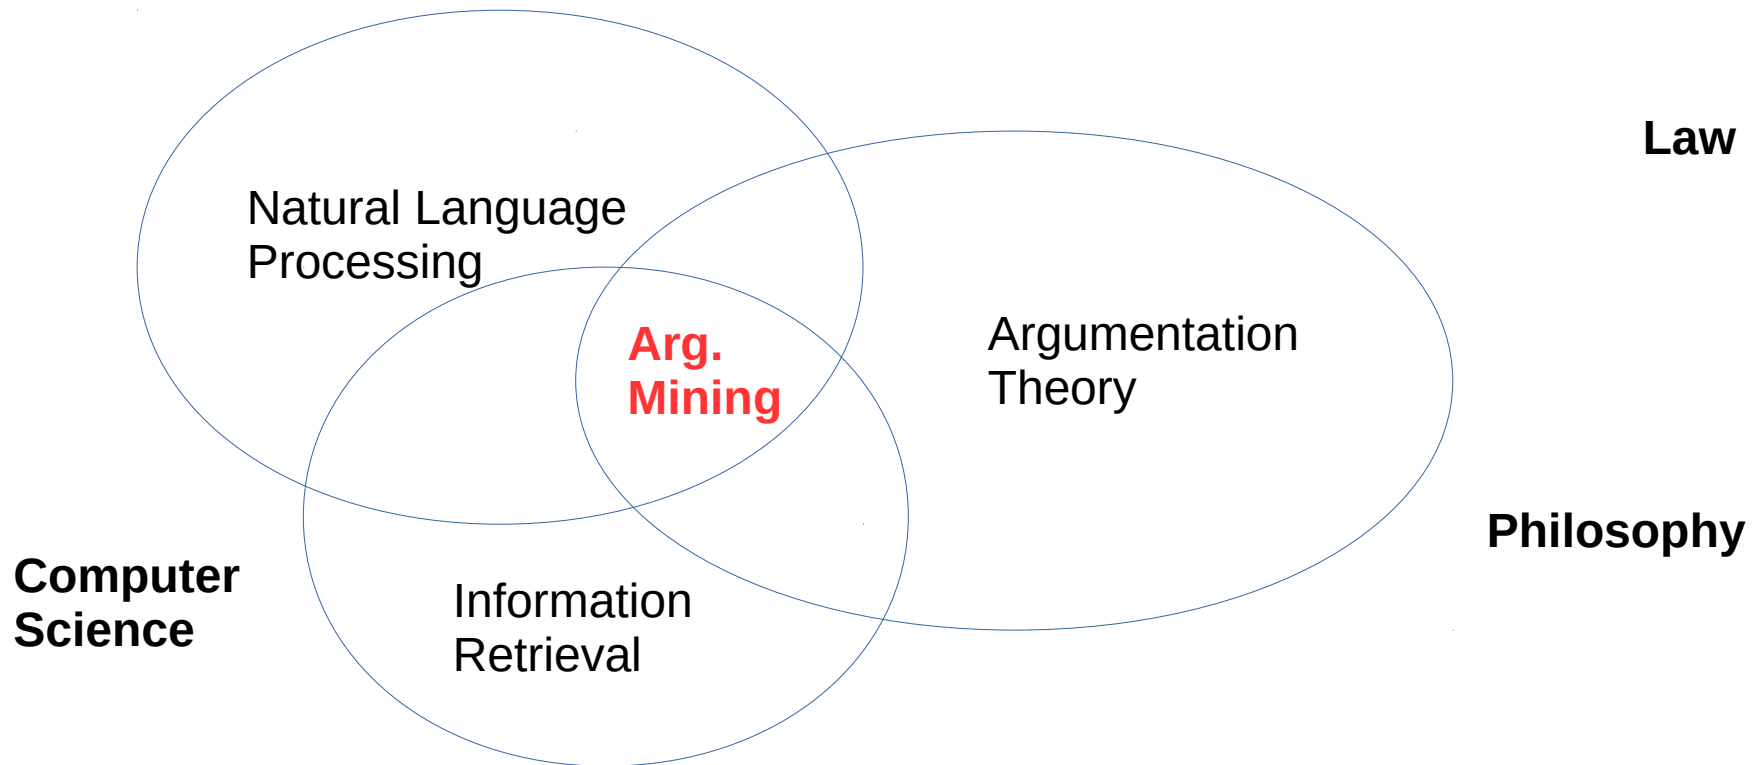 Law
Natural Language
Processing
Argumentation
Theory
Arg.
Mining
Philosophy
Computer
Science
Information
Retrieval